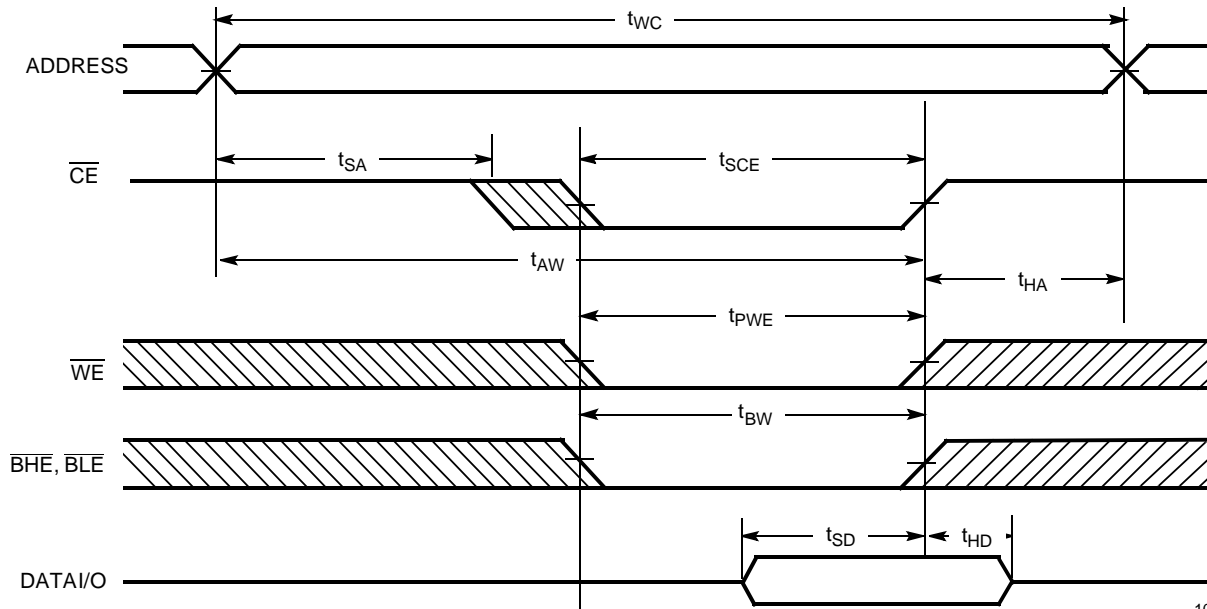 tWC
ADDRESS
tSA
tSCE
CE
tAW
tHA
tPWE
WE
tBW
BHE, BLE
tSD
tHD
DATAI/O